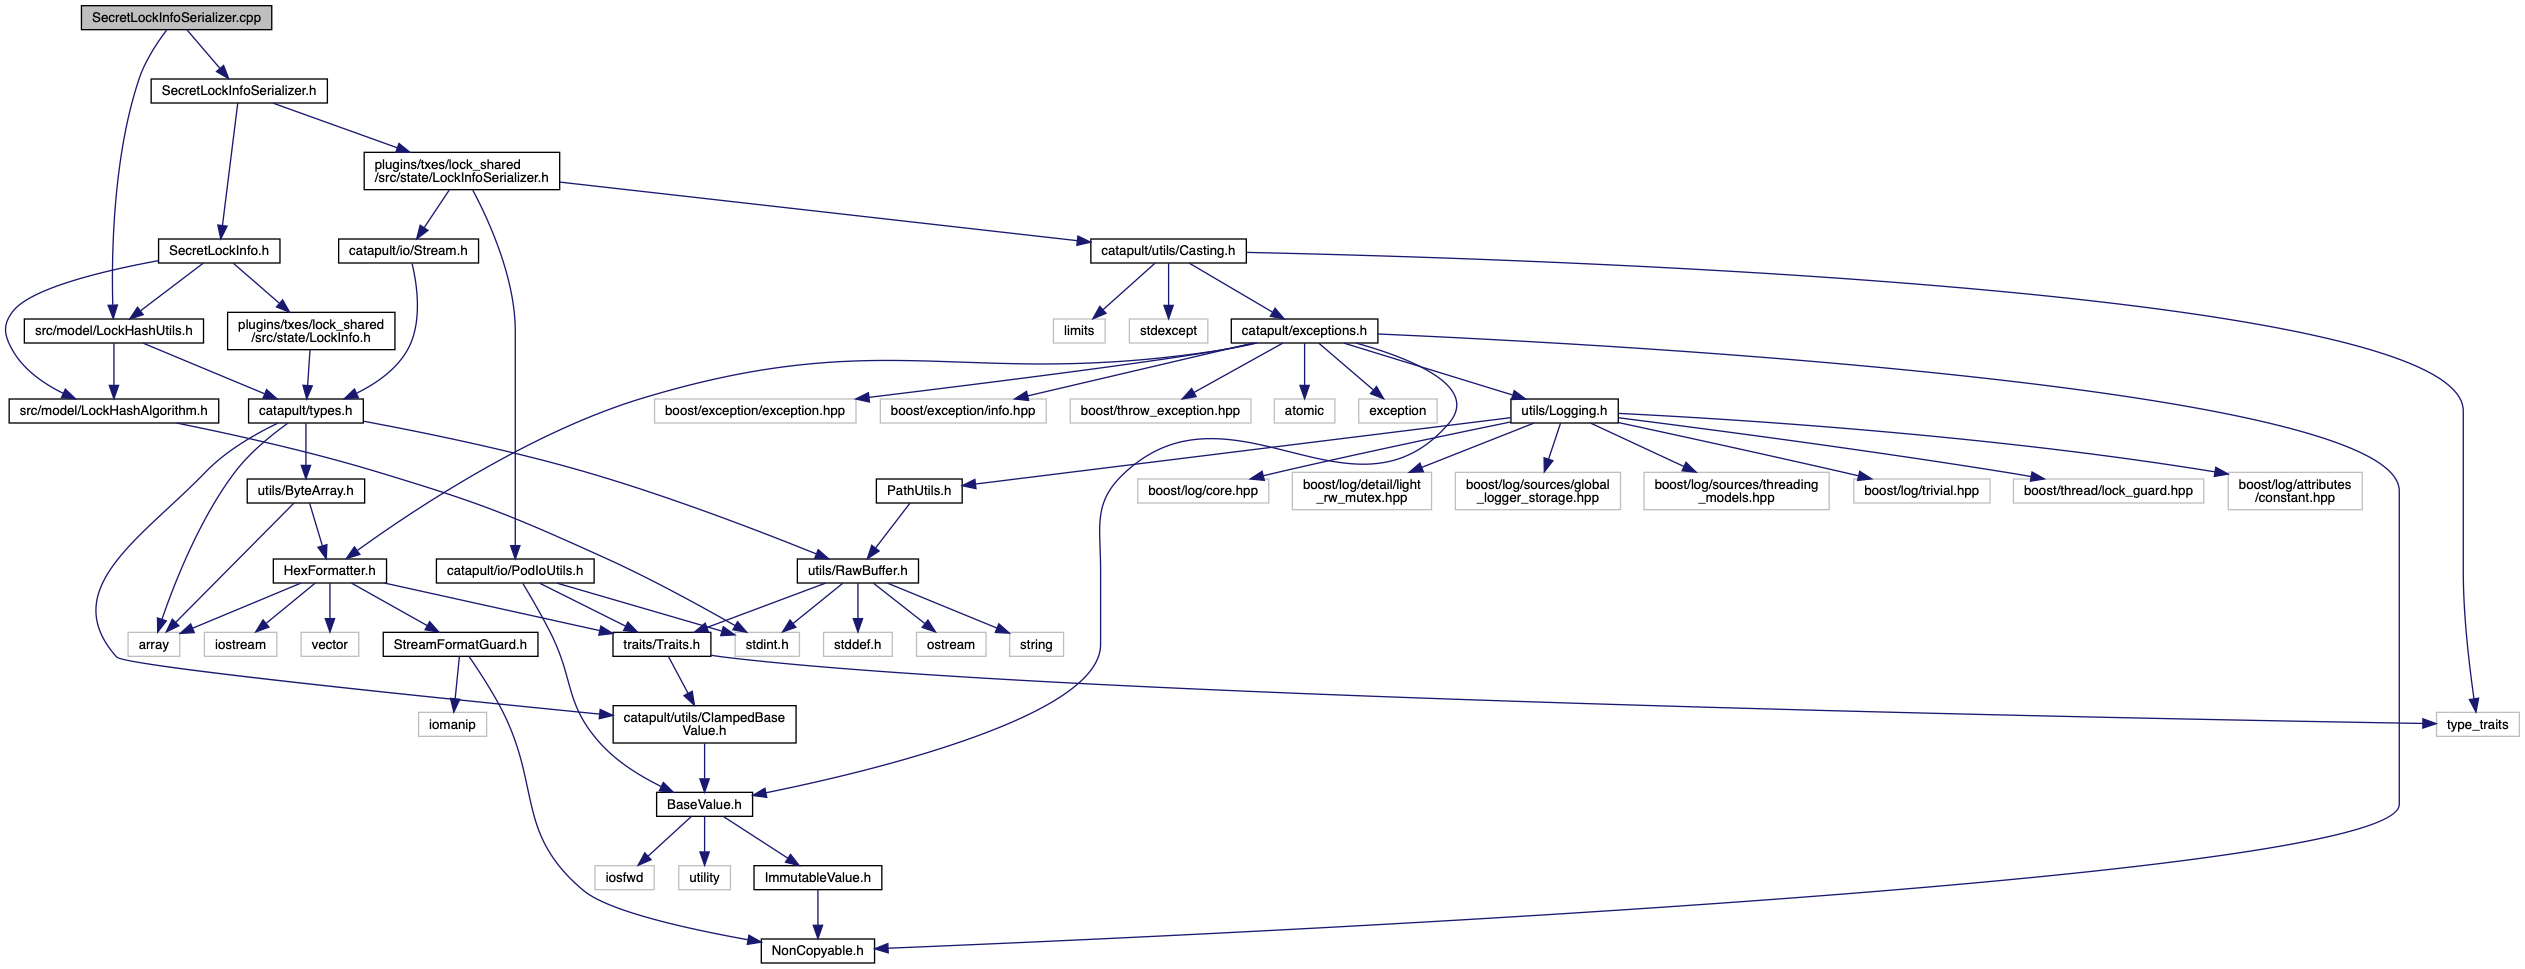 SecretLockInfoSerializer.cpp
SecretLockInfoSerializer.h
plugins/txes/lock_shared
/src/state/LockInfoSerializer.h
SecretLockInfo.h
catapult/io/Stream.h
catapult/utils/Casting.h
src/model/LockHashUtils.h
plugins/txes/lock_shared
/src/state/LockInfo.h
limits
stdexcept
catapult/exceptions.h
src/model/LockHashAlgorithm.h
catapult/types.h
boost/exception/exception.hpp
boost/exception/info.hpp
boost/throw_exception.hpp
atomic
exception
utils/Logging.h
utils/ByteArray.h
PathUtils.h
boost/log/core.hpp
boost/log/detail/light
_rw_mutex.hpp
boost/log/sources/global
_logger_storage.hpp
boost/log/sources/threading
_models.hpp
boost/log/trivial.hpp
boost/thread/lock_guard.hpp
boost/log/attributes
/constant.hpp
HexFormatter.h
catapult/io/PodIoUtils.h
utils/RawBuffer.h
array
iostream
vector
StreamFormatGuard.h
traits/Traits.h
stdint.h
stddef.h
ostream
string
iomanip
catapult/utils/ClampedBase
Value.h
type_traits
BaseValue.h
iosfwd
utility
ImmutableValue.h
NonCopyable.h